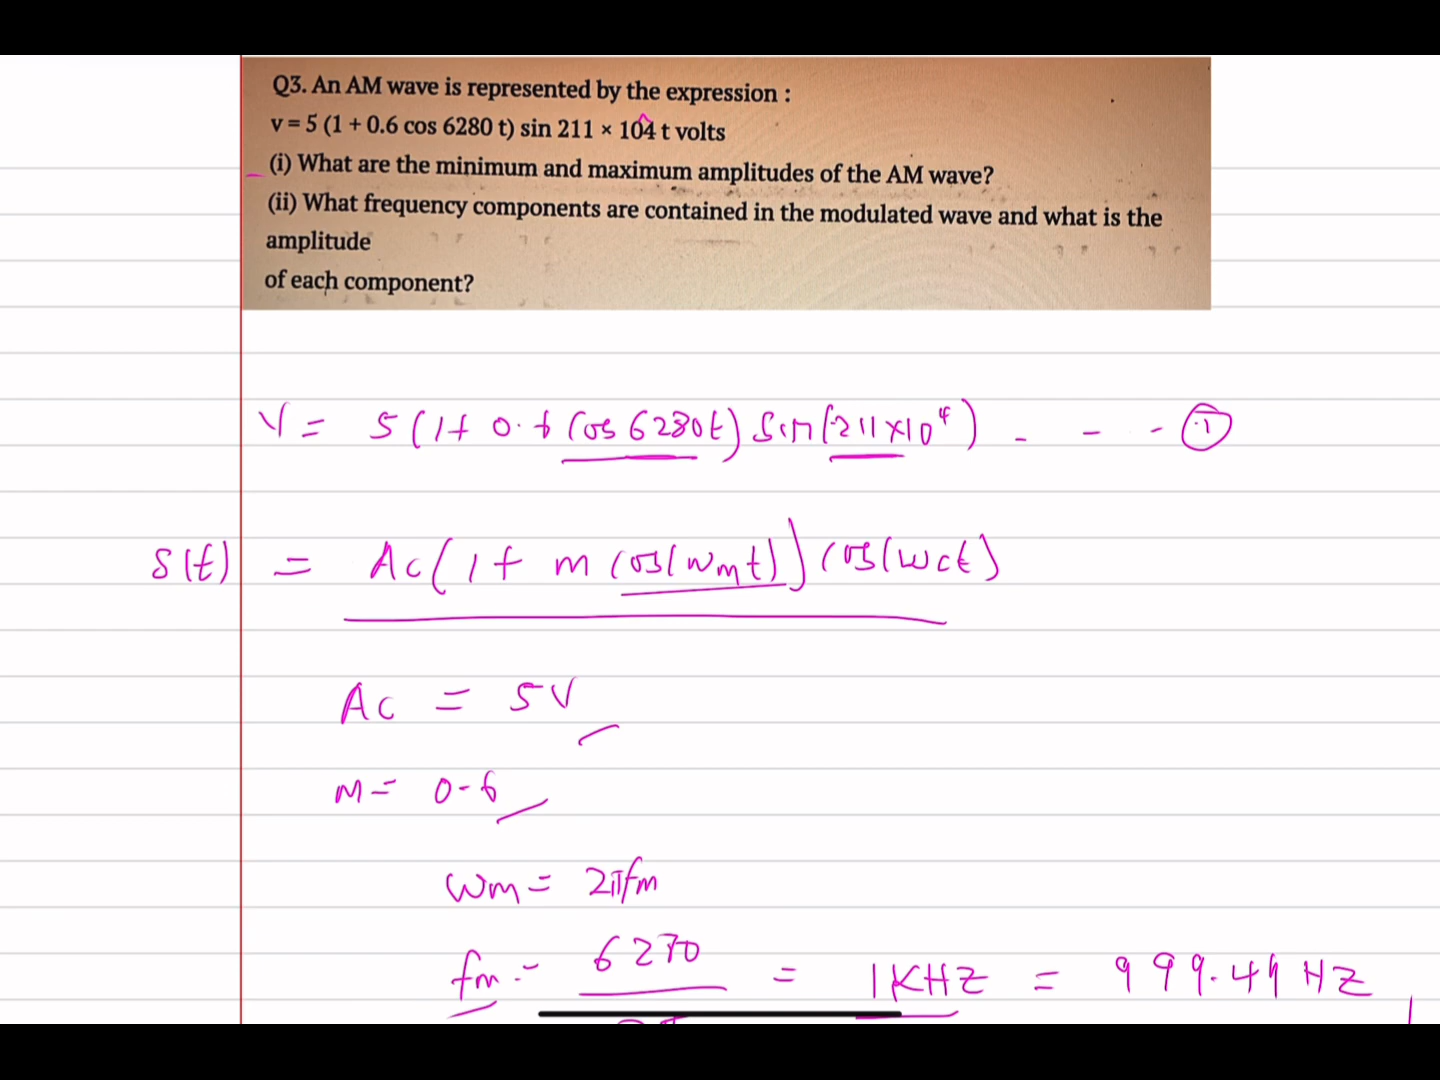 Q3. An AM wave is represented by the expression :
v = 5 (1 + 0.6 cos 6280 t) sin 211 × 104 t volts
(i) What are the minimum and maximum amplitudes of the AM wave?
(ii) What frequency components are contained in the modulated wave and what is the
amplitude
of each component?
V = 5(1+ 0.6 Cos 6280t) Sin(211×10⁴) - - - ①
S(t) = Ac(1+ m cos(wmt)) cos(wct)
Ac = 5V
m = 0.6
wm = 2πfm
fm = 6270 = 1KHZ = 999.49 HZ